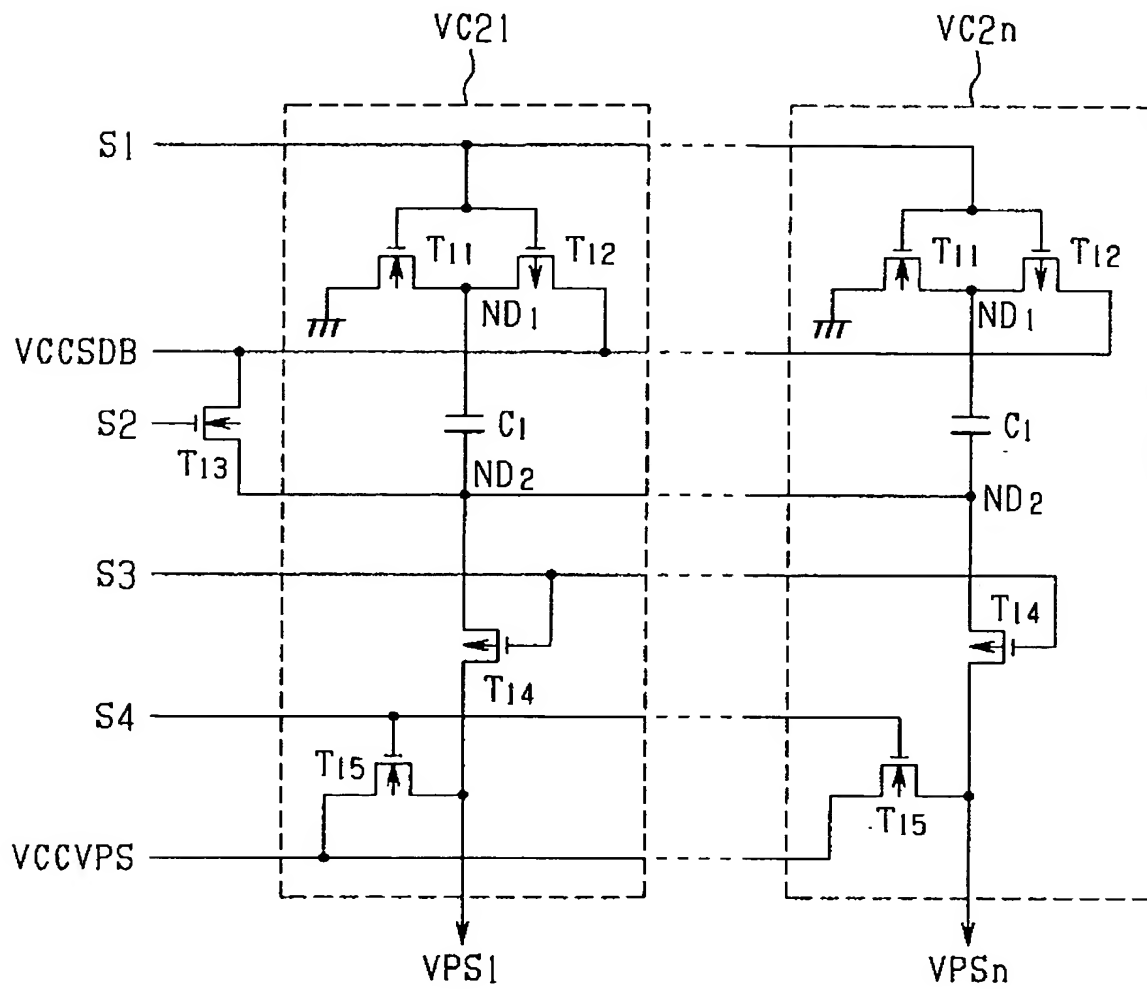 VC21
VC2n
S1
T11
T12
T11
T12
ND1
ND1
VCCSDB
S2
C1
C1
T13
ND2
ND2
S3
T14
T14
S4
T15
T15
VCCVPS
VPS1
VPSn